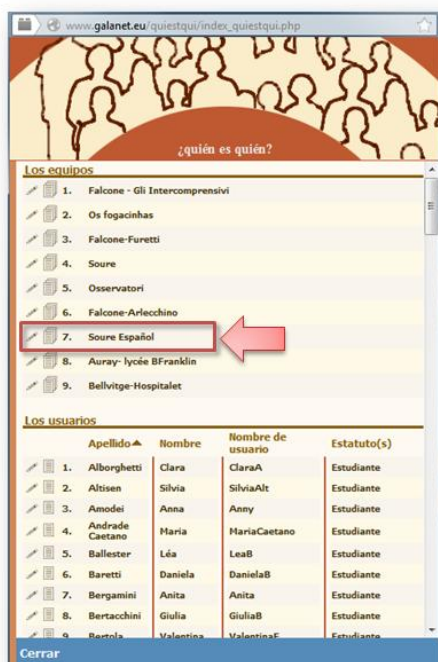 www.galanet.eu/quiestqui/index_quiestqui.php
¿quién es quién?
Los equipos
1. Falcone - Gli Intercomprensivi
2. Os fogacinhas
3. Falcone-Furetti
4. Soure
5. Osservatori
6. Falcone-Arlecchino
7. Soure Español
8. Auray- lycée BFranklin
9. Bellvitge-Hospitalet
Los usuarios
Apellido Nombre Nombre de usuario Estatuto(s)
1. Alborghetti Clara ClaraA Estudiante
2. Altisen Silvia SilviaAlt Estudiante
3. Amodei Anna Anny Estudiante
4. Andrade Caetano Maria MariaCaetano Estudiante
5. Ballester Léa LeaB Estudiante
6. Baretti Daniela DanielaB Estudiante
7. Bergamini Anita Anita Estudiante
8. Bertacchini Giulia GiuliaB Estudiante
9. Bertola Valentina Estudiante
Cerrar